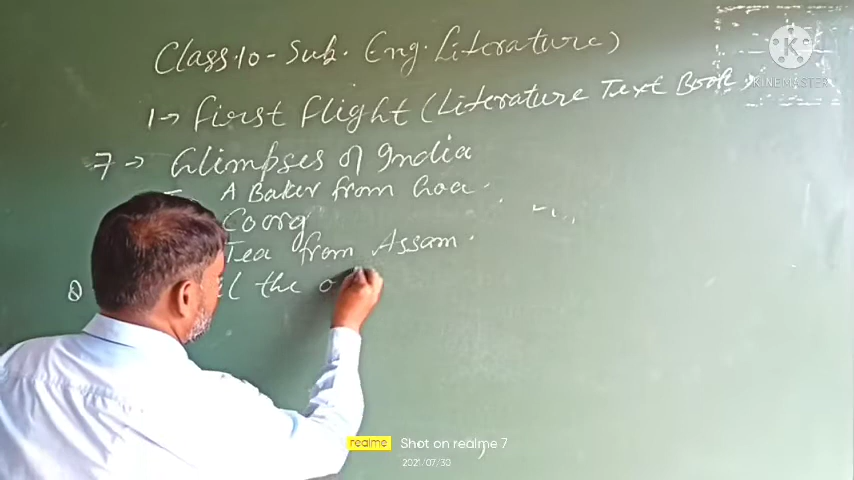 Class.10 - Sub. Eng. Literature)
1→ First flight (Literature Text Book)
7 → Glimpses of India
A Baker from Goa.
Coorg
Tea from Assam.
the
KINEMASTER
realme Shot on realme 7
2021/07/30